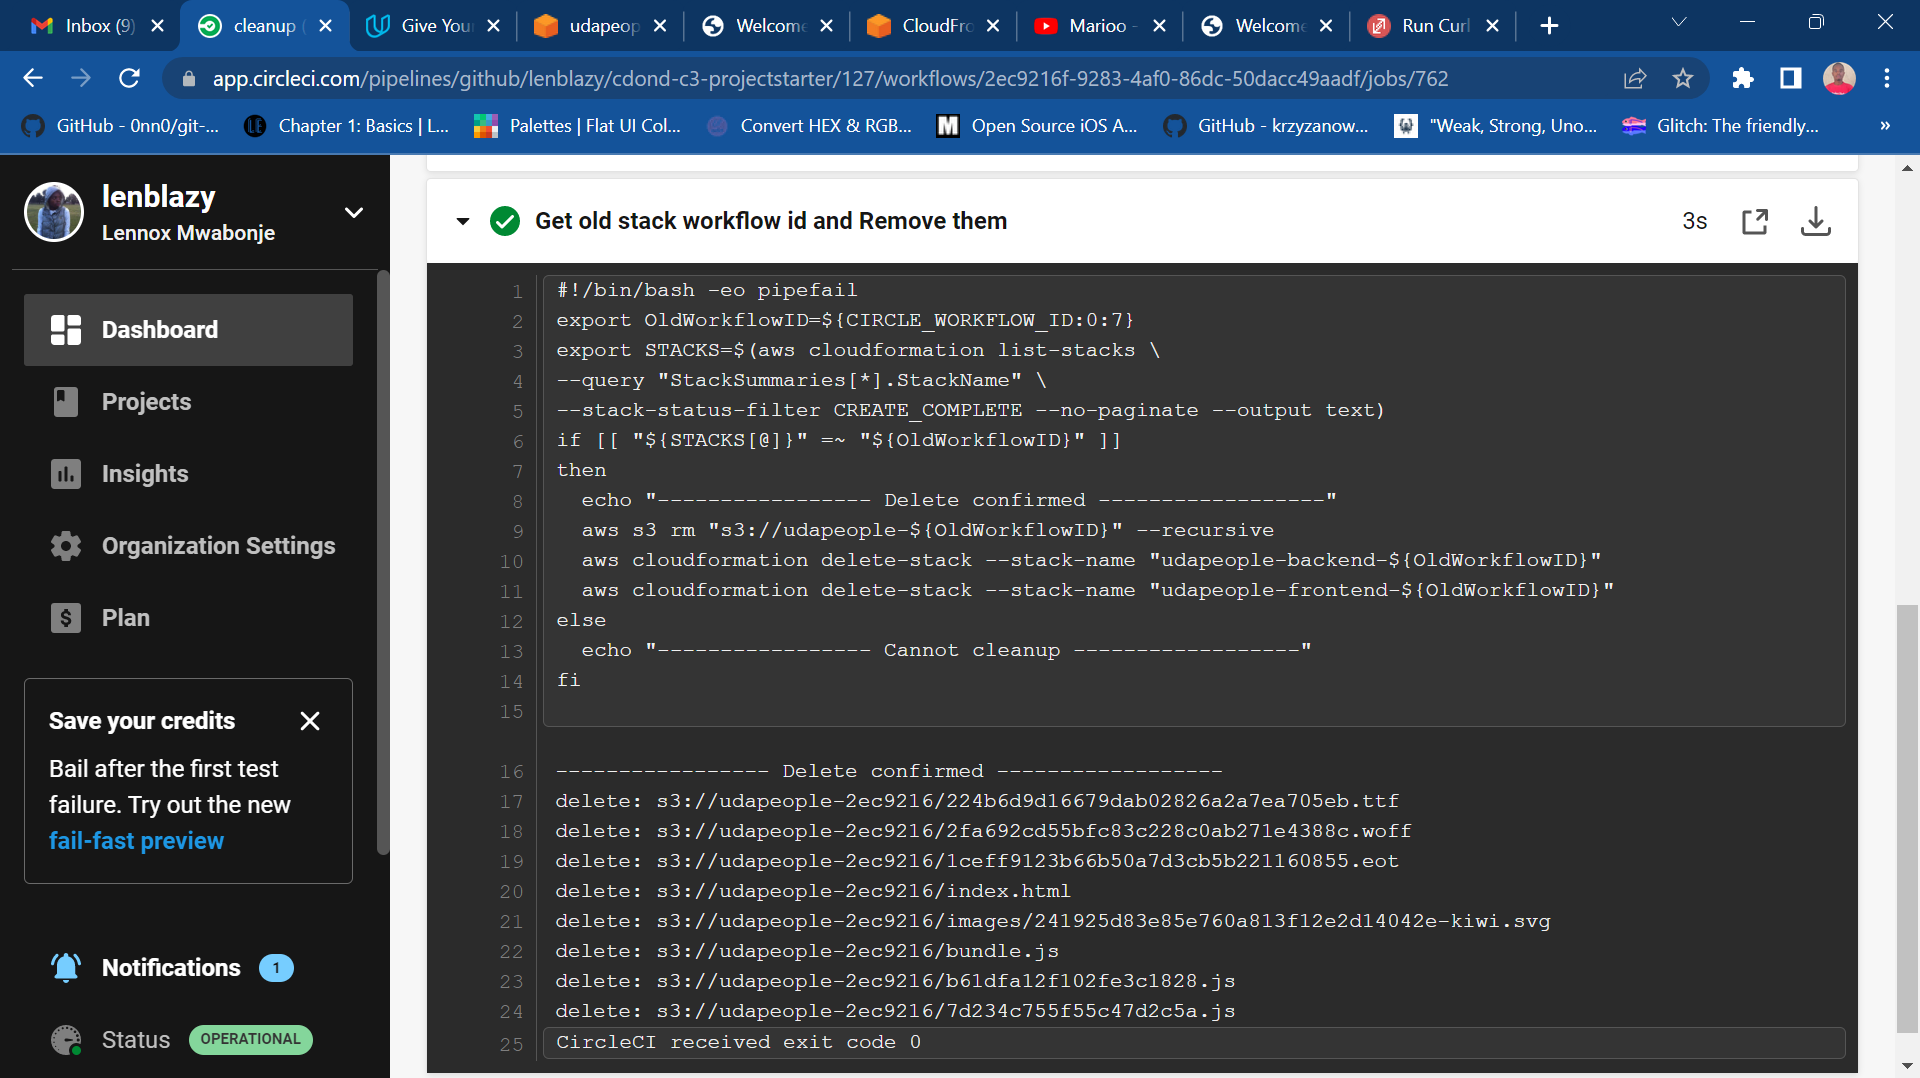 Inbox (9)
cleanup
Give You
udapeop
Welcome
CloudFro
Marioo -
Welcome
Run Curl
app.circleci.com/pipelines/github/lenblazy/cdond-c3-projectstarter/127/workflows/2ec9216f-9283-4af0-86dc-50dacc49aadf/jobs/762
GitHub - 0nn0/git-...
Chapter 1: Basics | L...
Palettes | Flat UI Col...
Convert HEX & RGB...
Open Source iOS A...
GitHub - krzyzanow...
"Weak, Strong, Uno...
Glitch: The friendly...
»
lenblazy
Lennox Mwabonje
Dashboard
Projects
Insights
Organization Settings
Plan
Save your credits
Bail after the first test
failure. Try out the new
fail-fast preview
Notifications 1
Status OPERATIONAL
Get old stack workflow id and Remove them 3s
1 #!/bin/bash -eo pipefail
2 export OldWorkflowID=${CIRCLE_WORKFLOW_ID:0:7}
3 export STACKS=$(aws cloudformation list-stacks \
4 --query "StackSummaries[*].StackName" \
5 --stack-status-filter CREATE_COMPLETE --no-paginate --output text)
6 if [[ "${STACKS[@]}" =~ "${OldWorkflowID}" ]]
7 then
8   echo "----------------- Delete confirmed ------------------"
9   aws s3 rm "s3://udapeople-${OldWorkflowID}" --recursive
10   aws cloudformation delete-stack --stack-name "udapeople-backend-${OldWorkflowID}"
11   aws cloudformation delete-stack --stack-name "udapeople-frontend-${OldWorkflowID}"
12 else
13   echo "----------------- Cannot cleanup ------------------"
14 fi
15
16 ----------------- Delete confirmed ------------------
17 delete: s3://udapeople-2ec9216/224b6d9d16679dab02826a2a7ea705eb.ttf
18 delete: s3://udapeople-2ec9216/2fa692cd55bfc83c228c0ab271e4388c.woff
19 delete: s3://udapeople-2ec9216/1ceff9123b66b50a7d3cb5b221160855.eot
20 delete: s3://udapeople-2ec9216/index.html
21 delete: s3://udapeople-2ec9216/images/241925d83e85e760a813f12e2d14042e-kiwi.svg
22 delete: s3://udapeople-2ec9216/bundle.js
23 delete: s3://udapeople-2ec9216/b61dfa12f102fe3c1828.js
24 delete: s3://udapeople-2ec9216/7d234c755f55c47d2c5a.js
25 CircleCI received exit code 0